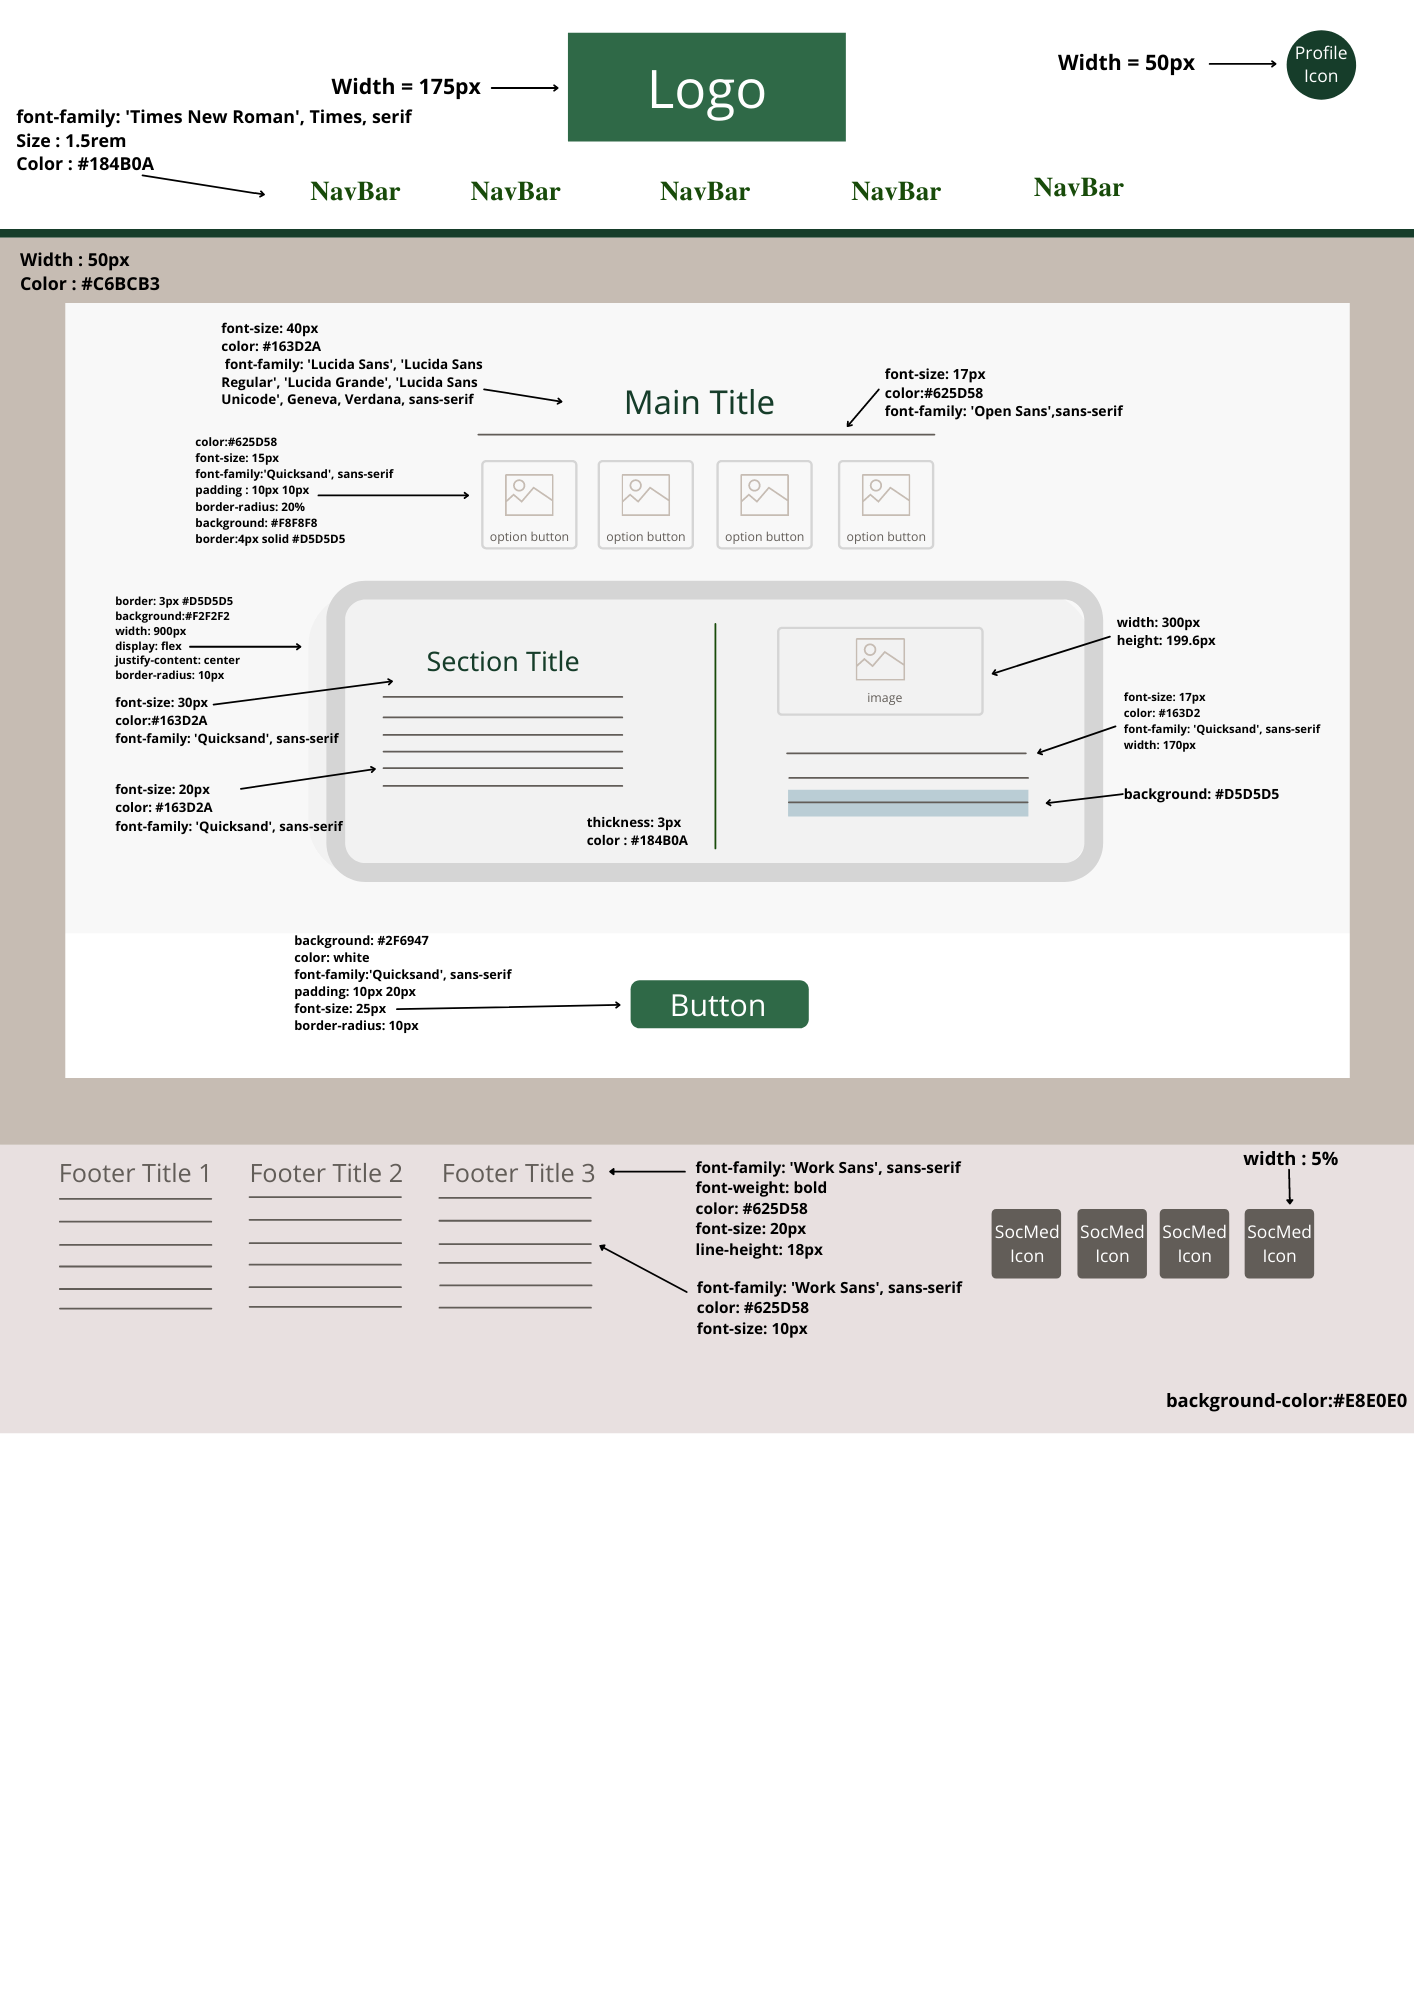 Logo
Profile
Icon
Width = 50px
Width = 175px
font-family: 'Times New Roman', Times, serif
Size : 1.5rem
Color : #184B0A
NavBar NavBar NavBar NavBar NavBar
Width : 50px
Color : #C6BCB3
font-size: 40px
color: #163D2A
font-family: 'Lucida Sans', 'Lucida Sans
Regular', 'Lucida Grande', 'Lucida Sans
Unicode', Geneva, Verdana, sans-serif
Main Title
font-size: 17px
color:#625D58
font-family: 'Open Sans',sans-serif
color:#625D58
font-size: 15px
font-family:'Quicksand', sans-serif
padding : 10px 10px
border-radius: 20%
background: #F8F8F8
border:4px solid #D5D5D5
option button option button option button option button
border: 3px #D5D5D5
background:#F2F2F2
width: 900px
display: flex
justify-content: center
border-radius: 10px
font-size: 30px
color:#163D2A
font-family: 'Quicksand', sans-serif
font-size: 20px
color: #163D2A
font-family: 'Quicksand', sans-serif
Section Title
thickness: 3px
color : #184B0A
image
width: 300px
height: 199.6px
font-size: 17px
color: #163D2
font-family: 'Quicksand', sans-serif
width: 170px
background: #D5D5D5
background: #2F6947
color: white
font-family:'Quicksand', sans-serif
padding: 10px 20px
font-size: 25px
border-radius: 10px
Button
Footer Title 1 Footer Title 2 Footer Title 3
font-family: 'Work Sans', sans-serif
font-weight: bold
color: #625D58
font-size: 20px
line-height: 18px
font-family: 'Work Sans', sans-serif
color: #625D58
font-size: 10px
width : 5%
SocMed
Icon
SocMed
Icon
SocMed
Icon
SocMed
Icon
background-color:#E8E0E0